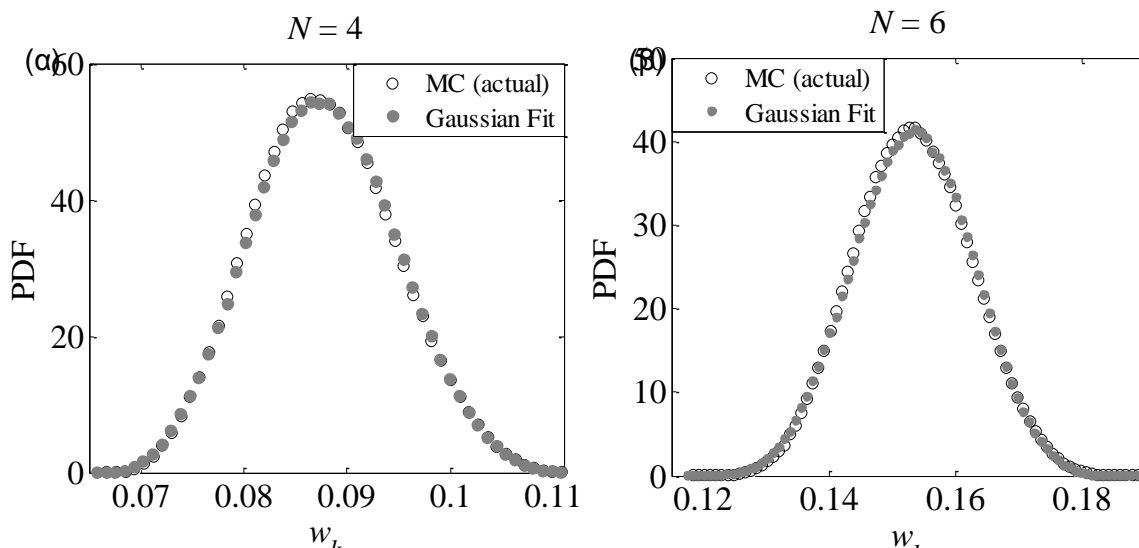 N = 4
(α)
60
40
20
0
PDF
MC (actual)
Gaussian Fit
0.07 0.08 0.09 0.1 0.11
w_k
N = 6
(β)
50
40
30
20
10
0
PDF
MC (actual)
Gaussian Fit
0.12 0.14 0.16 0.18
w